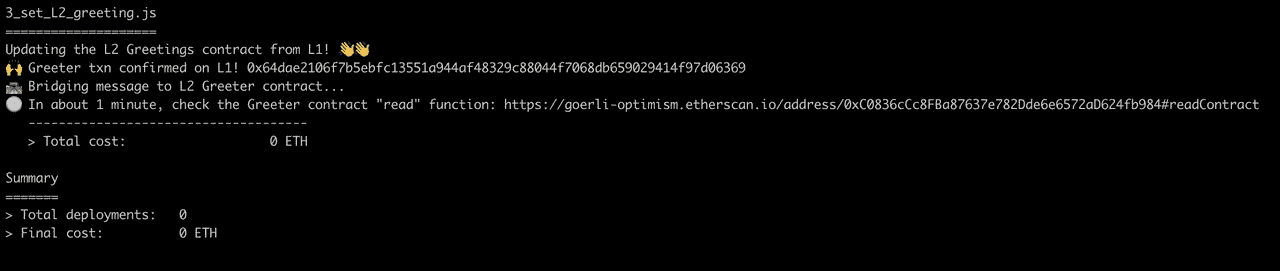 3_set_L2_greeting.js
====================
Updating the L2 Greetings contract from L1! 👋👋
🙌 Greeter txn confirmed on L1! 0x64dae2106f7b5ebfc13551a944af48329c88044f7068db659029414f97d06369
🛣️ Bridging message to L2 Greeter contract...
⚪ In about 1 minute, check the Greeter contract "read" function: https://goerli-optimism.etherscan.io/address/0xC0836cCc8FBa87637e782Dde6e6572aD624fb984#readContract
-------------------------------------
> Total cost: 0 ETH
Summary
=======
> Total deployments: 0
> Final cost: 0 ETH